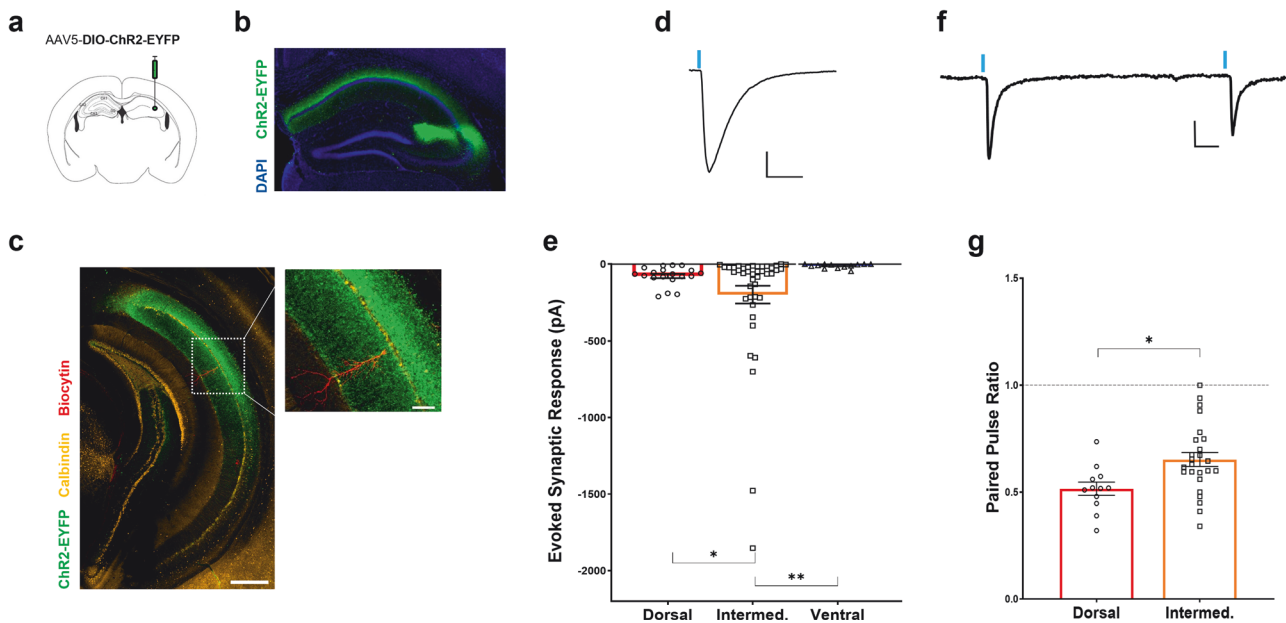 a
AAV5-DIO-ChR2-EYFP
b
ChR2-EYFP
DAPI
c
Biocytin
Calbindin
ChR2-EYFP
d
e
Evoked Synaptic Response (pA)
0
-500
-1000
-1500
-2000
*
**
Dorsal Intermed. Ventral
f
g
Paired Pulse Ratio
1.5
1.0
0.5
0.0
*
Dorsal Intermed.